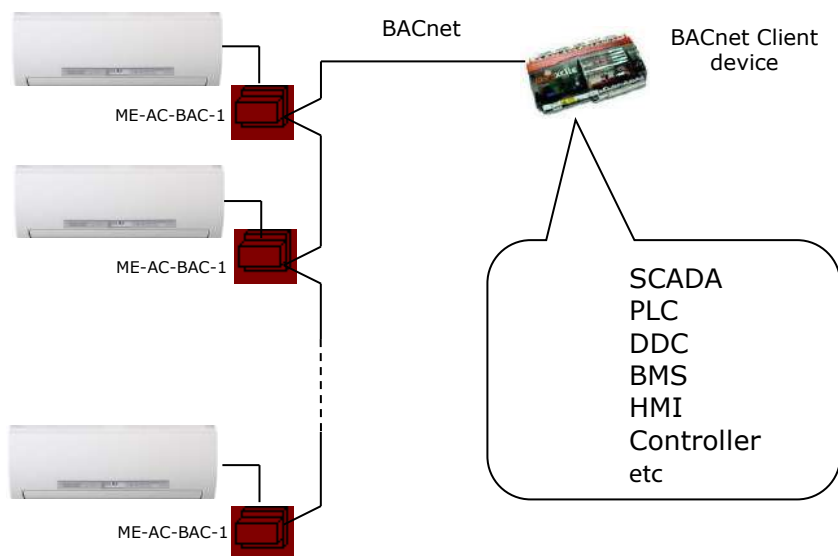 BACnet
BACnet Client
device
ME-AC-BAC-1
ME-AC-BAC-1
SCADA
PLC
DDC
BMS
HMI
Controller
etc
ME-AC-BAC-1